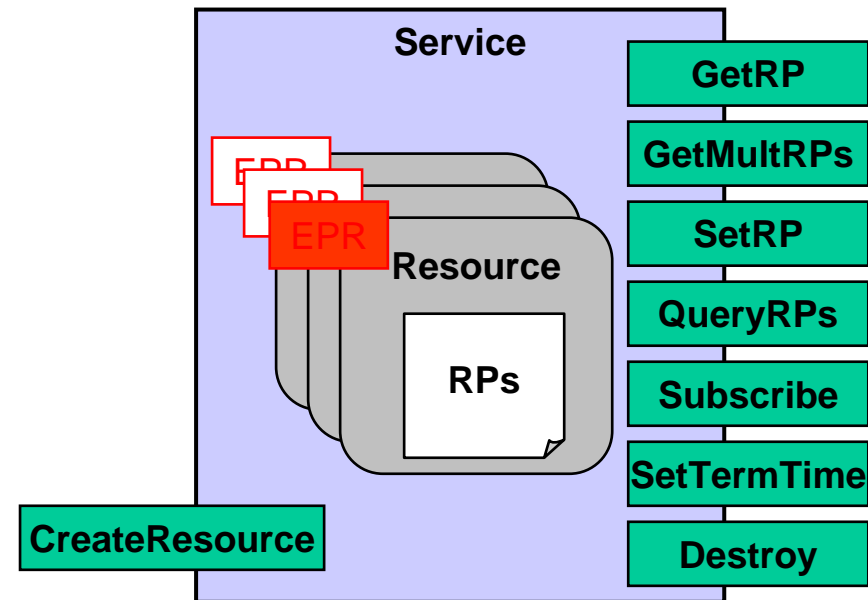 Service
GetRP
GetMultRPs
SetRP
QueryRPs
Subscribe
SetTermTime
Destroy
EPR
EPR
EPR
Resource
RPs
CreateResource